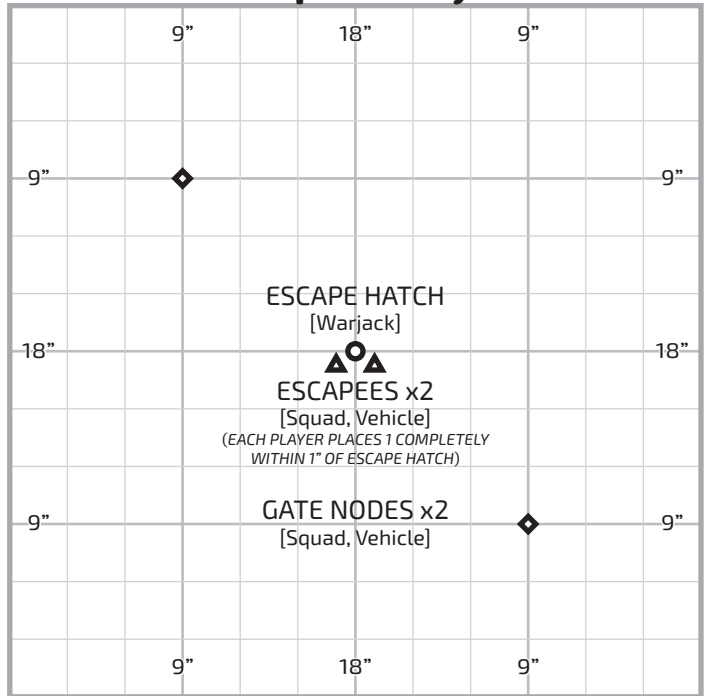 9” 18” 9”
9” 9”
ESCAPE HATCH
[Warjack]
18” 18”
ESCAPEES x2
[Squad, Vehicle]
(EACH PLAYER PLACES 1 COMPLETELY
WITHIN 1” OF ESCAPE HATCH)
GATE NODES x2
[Squad, Vehicle]
9” 9”
9” 18” 9”